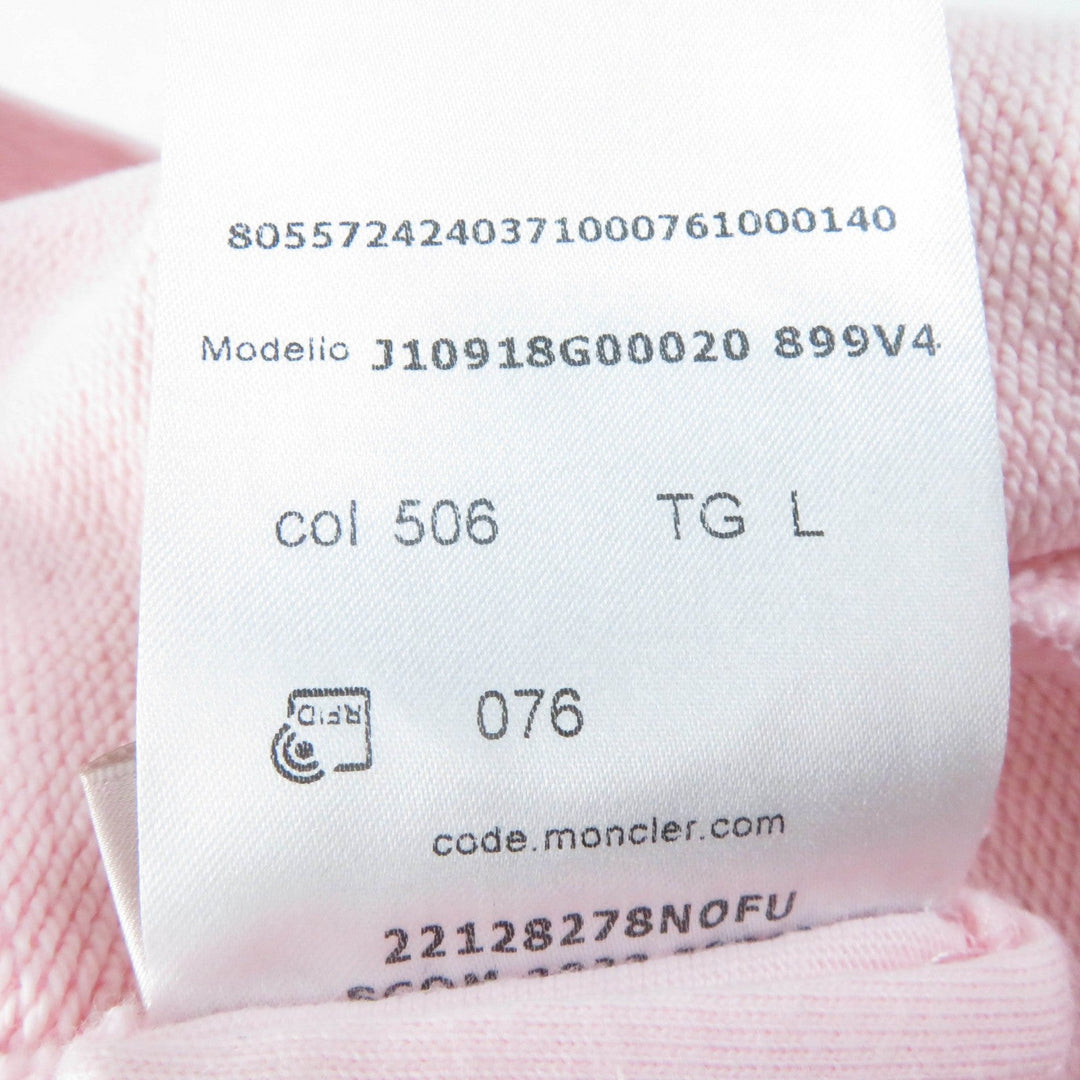 8055724240371000761000140
Modello J10918G00020 899V4
col 506 TG L
RFID 076
code.moncler.com
22128278NOFU